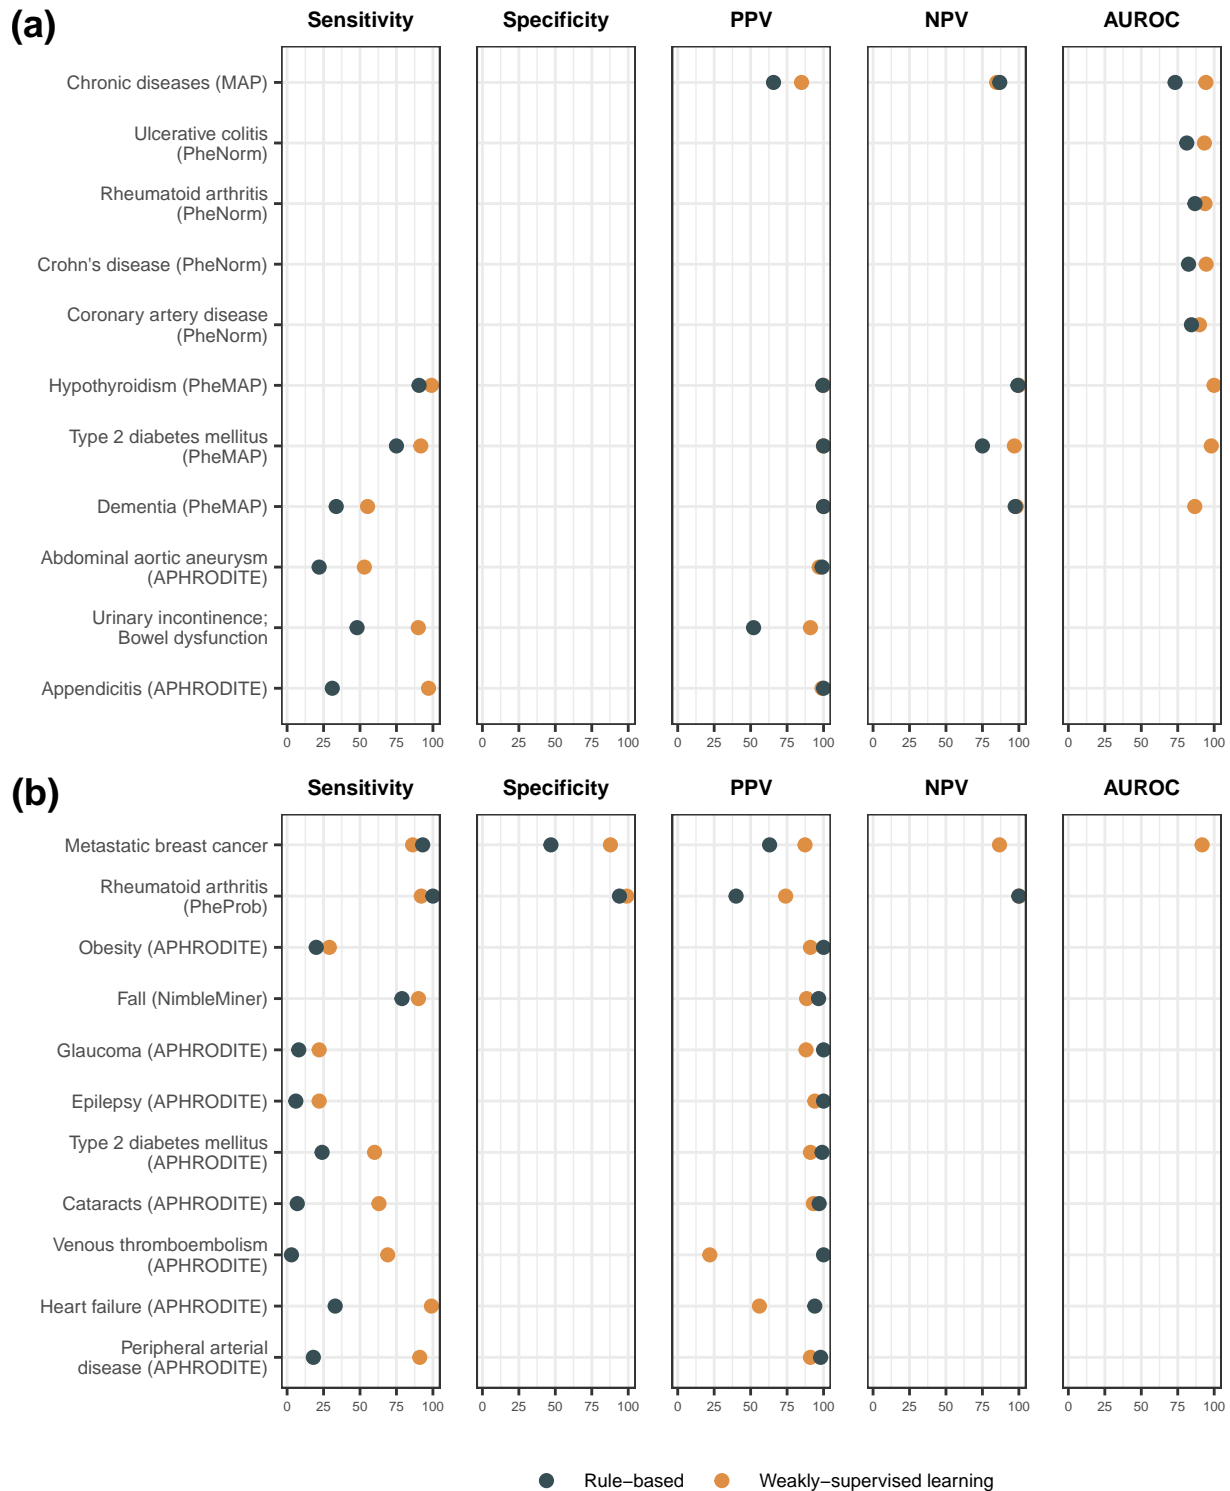 (a)
Sensitivity Specificity PPV NPV AUROC
Chronic diseases (MAP)
Ulcerative colitis
(PheNorm)
Rheumatoid arthritis
(PheNorm)
Crohn's disease (PheNorm)
Coronary artery disease
(PheNorm)
Hypothyroidism (PheMAP)
Type 2 diabetes mellitus
(PheMAP)
Dementia (PheMAP)
Abdominal aortic aneurysm
(APHRODITE)
Urinary incontinence;
Bowel dysfunction
Appendicitis (APHRODITE)
0 25 50 75 100 0 25 50 75 100 0 25 50 75 100 0 25 50 75 100 0 25 50 75 100
(b)
Sensitivity Specificity PPV NPV AUROC
Metastatic breast cancer
Rheumatoid arthritis
(PheProb)
Obesity (APHRODITE)
Fall (NimbleMiner)
Glaucoma (APHRODITE)
Epilepsy (APHRODITE)
Type 2 diabetes mellitus
(APHRODITE)
Cataracts (APHRODITE)
Venous thromboembolism
(APHRODITE)
Heart failure (APHRODITE)
Peripheral arterial
disease (APHRODITE)
0 25 50 75 100 0 25 50 75 100 0 25 50 75 100 0 25 50 75 100 0 25 50 75 100
Rule−based Weakly−supervised learning